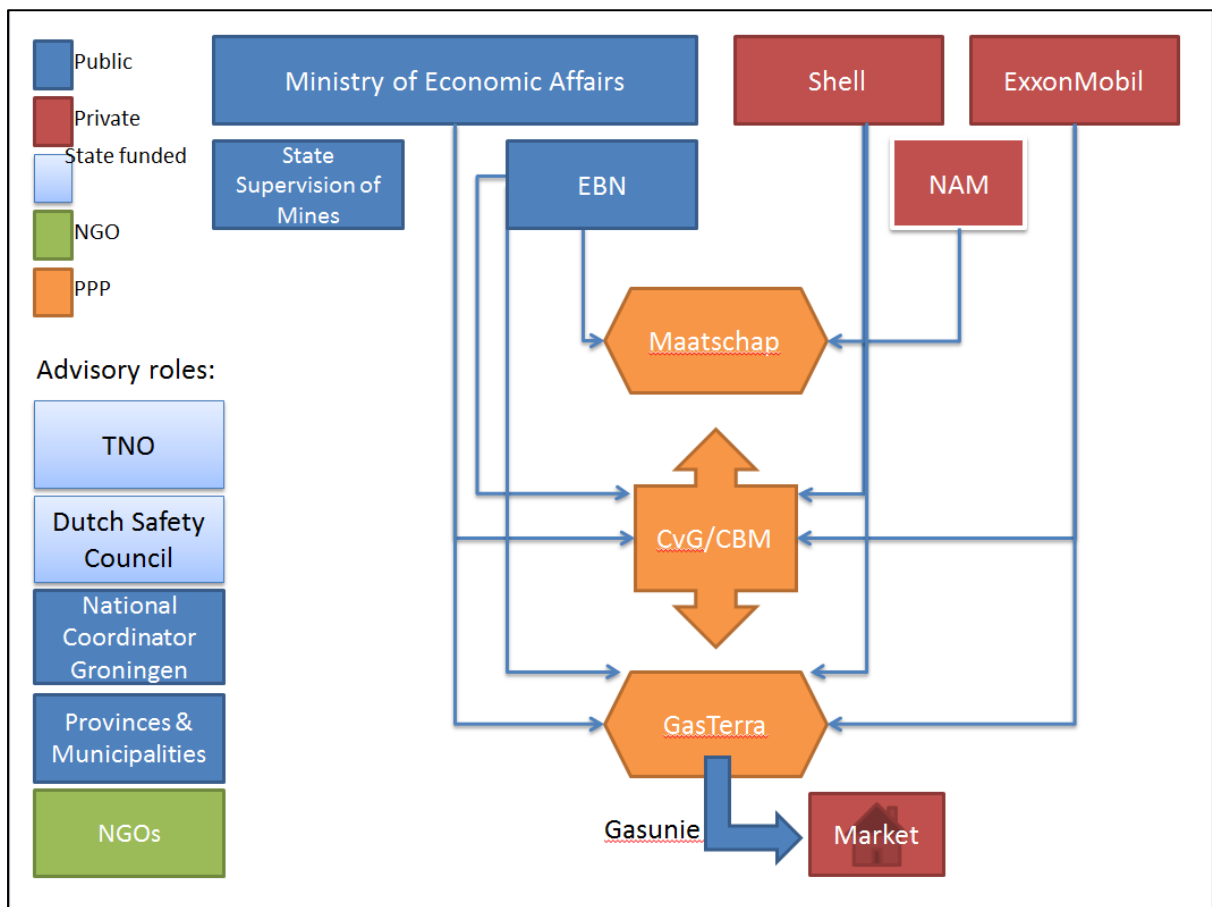 Public
Private
State funded
NGO
PPP
Ministry of Economic Affairs
Shell
ExxonMobil
State
Supervision of
Mines
EBN
NAM
Maatschap
Advisory roles:
TNO
Dutch Safety
Council
National
Coordinator
Groningen
Provinces &
Municipalities
NGOs
CvG/CBM
GasTerra
Gasunie
Market